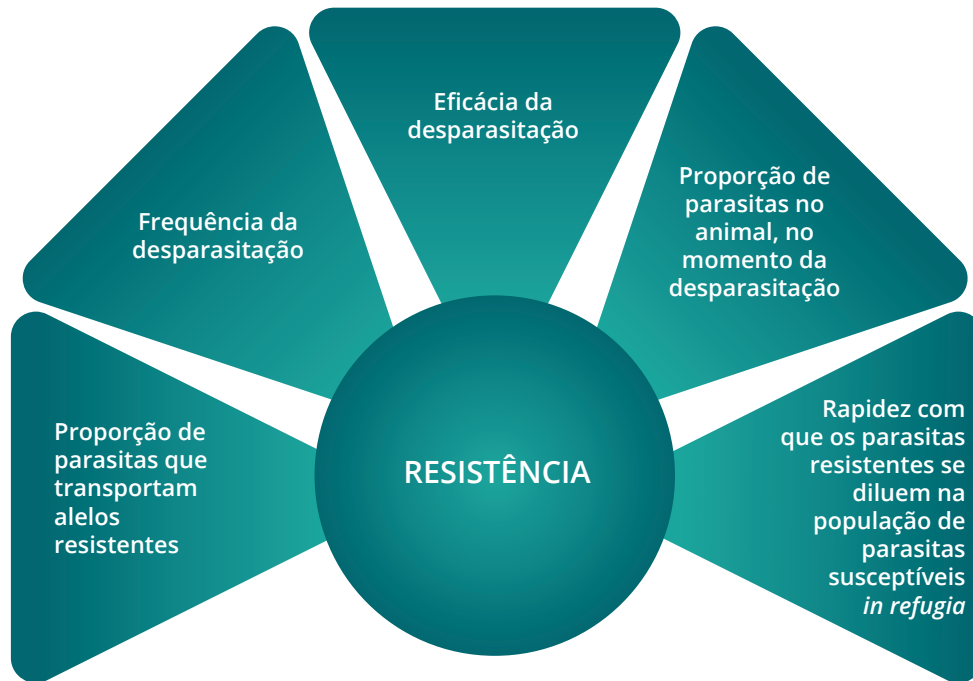 Proporção de
parasitas que
transportam
alelos
resistentes
Frequência da
desparasitação
Eficácia da
desparasitação
Proporção de
parasitas no
animal, no
momento da
desparasitação
Rapidez com
que os parasitas
resistentes se
diluem na
população de
parasitas
susceptíveis
in refugia
RESISTÊNCIA